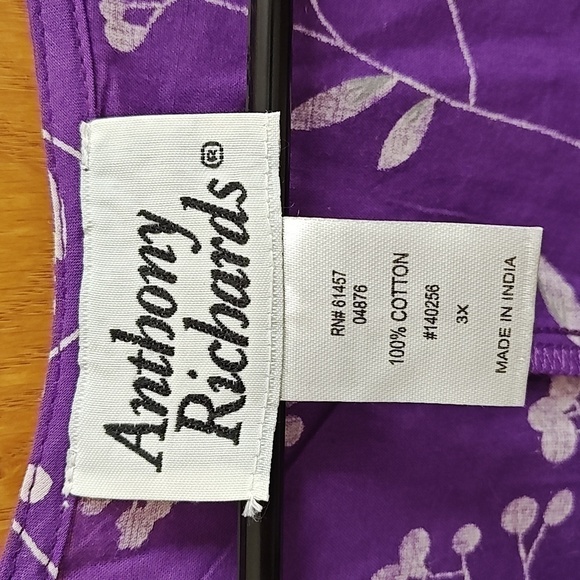 Anthony
Richards®
RN# 61457
04876
100% COTTON
#140256
3X
MADE IN INDIA